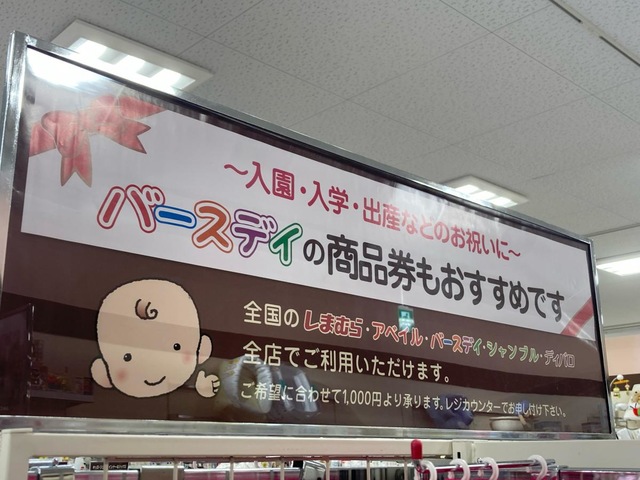 ～入園・入学・出産などのお祝いに～
バースデイの商品券もおすすめです
全国のしまむら・アベイル・バースデイ・シャンブル・ディバロ
全店でご利用いただけます。
ご希望に合わせて1,000円より承ります。レジカウンターでお申し付け下さい。